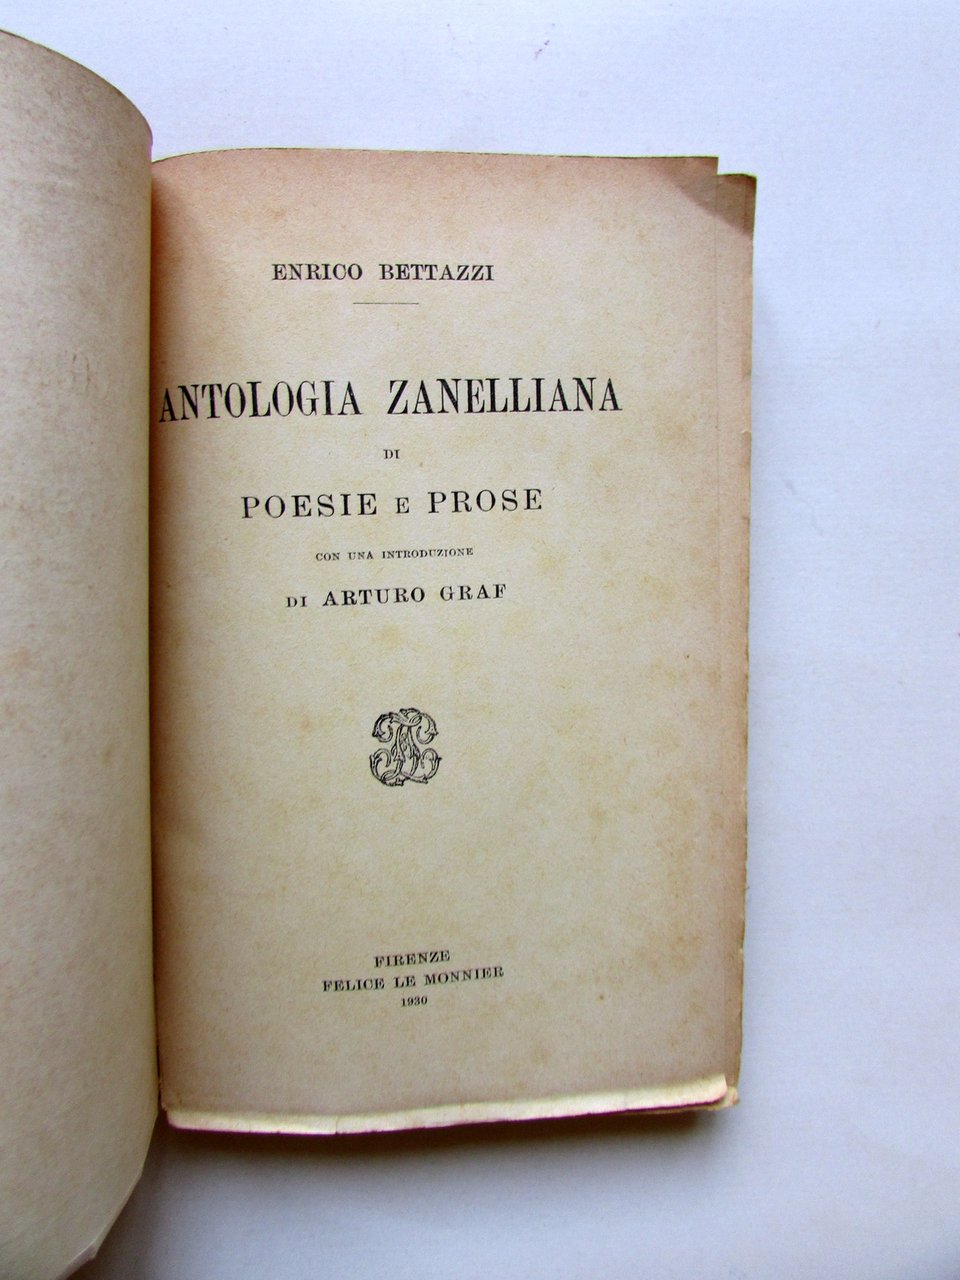 ENRICO BETTAZZI
ANTOLOGIA ZANELLIANA
DI
POESIE E PROSE
CON UNA INTRODUZIONE
DI ARTURO GRAF
FIRENZE
FELICE LE MONNIER
1930